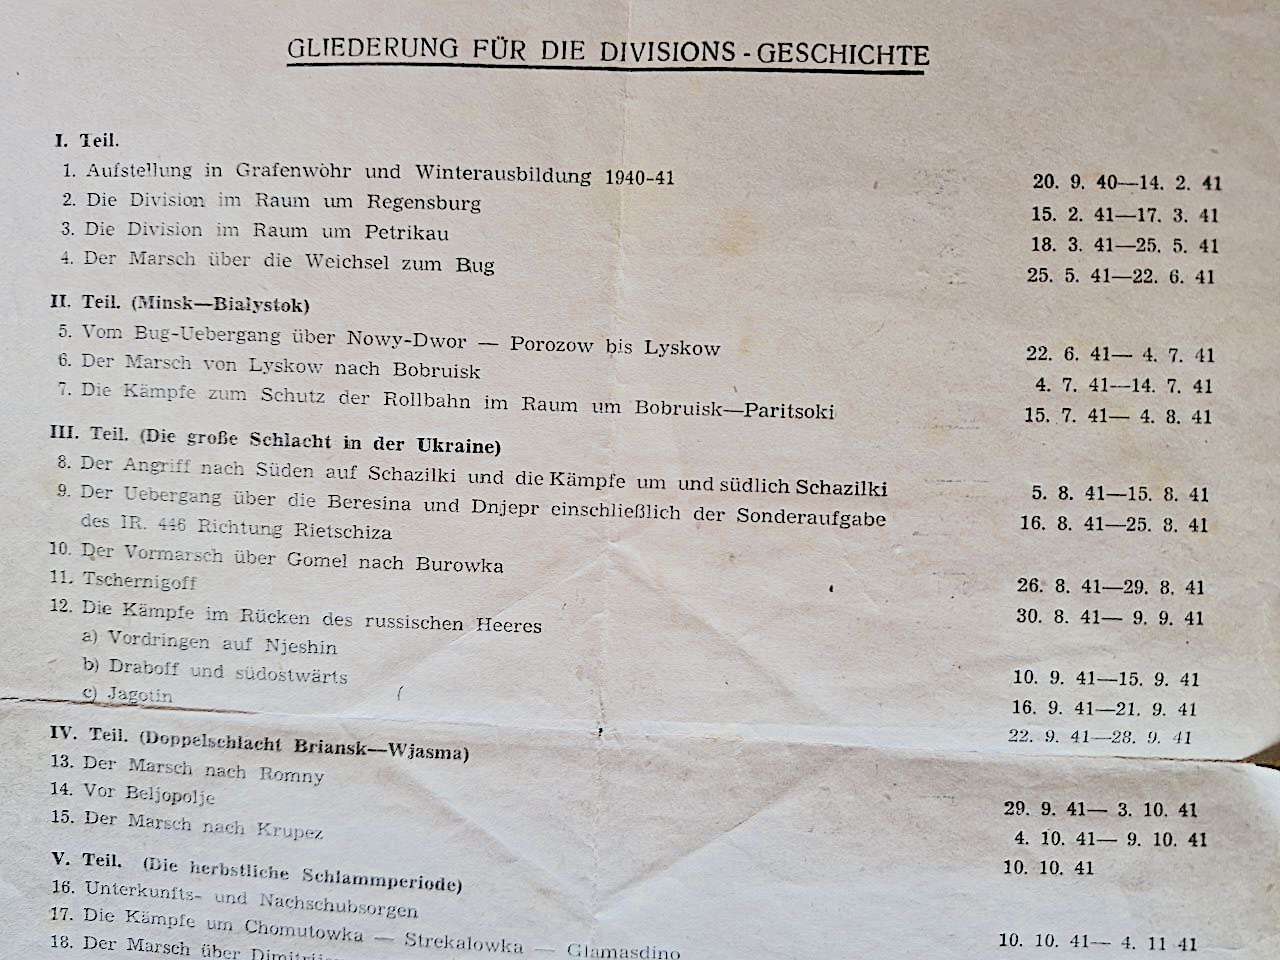 GLIEDERUNG FÜR DIE DIVISIONS - GESCHICHTE
I. Teil.
1. Aufstellung in Grafenwöhr und Winterausbildung 1940-41 20. 9. 40—14. 2. 41
2. Die Division im Raum um Regensburg 15. 2. 41—17. 3. 41
3. Die Division im Raum um Petrikau 18. 3. 41—25. 5. 41
4. Der Marsch über die Weichsel zum Bug 25. 5. 41—22. 6. 41
II. Teil. (Minsk—Bialystok)
5. Vom Bug-Uebergang über Nowy-Dwor — Porozow bis Lyskow 22. 6. 41— 4. 7. 41
6. Der Marsch von Lyskow nach Bobruisk 4. 7. 41—14. 7. 41
7. Die Kämpfe zum Schutz der Rollbahn im Raum um Bobruisk—Paritsoki 15. 7. 41— 4. 8. 41
III. Teil. (Die große Schlacht in der Ukraine)
8. Der Angriff nach Süden auf Schazilki und die Kämpfe um und südlich Schazilki 5. 8. 41—15. 8. 41
9. Der Uebergang über die Beresina und Dnjepr einschließlich der Sonderaufgabe 16. 8. 41—25. 8. 41
des IR. 446 Richtung Rietschiza
10. Der Vormarsch über Gomel nach Burowka 26. 8. 41—29. 8. 41
11. Tschernigoff 30. 8. 41— 9. 9. 41
12. Die Kämpfe im Rücken des russischen Heeres
a) Vordringen auf Njeshin 10. 9. 41—15. 9. 41
b) Draboff und südostwärts 16. 9. 41—21. 9. 41
c) Jagotin 22. 9. 41—28. 9. 41
IV. Teil. (Doppelschlacht Briansk—Wjasma)
13. Der Marsch nach Romny 29. 9. 41— 3. 10. 41
14. Vor Beljopolje 4. 10. 41— 9. 10. 41
15. Der Marsch nach Krupez 10. 10. 41
V. Teil. (Die herbstliche Schlammperiode)
16. Unterkunfts- und Nachschubsorgen 10. 10. 41— 4. 11 41
17. Die Kämpfe um Chomutowka — Strekalowka — Glamasdino
18. Der Marsch über